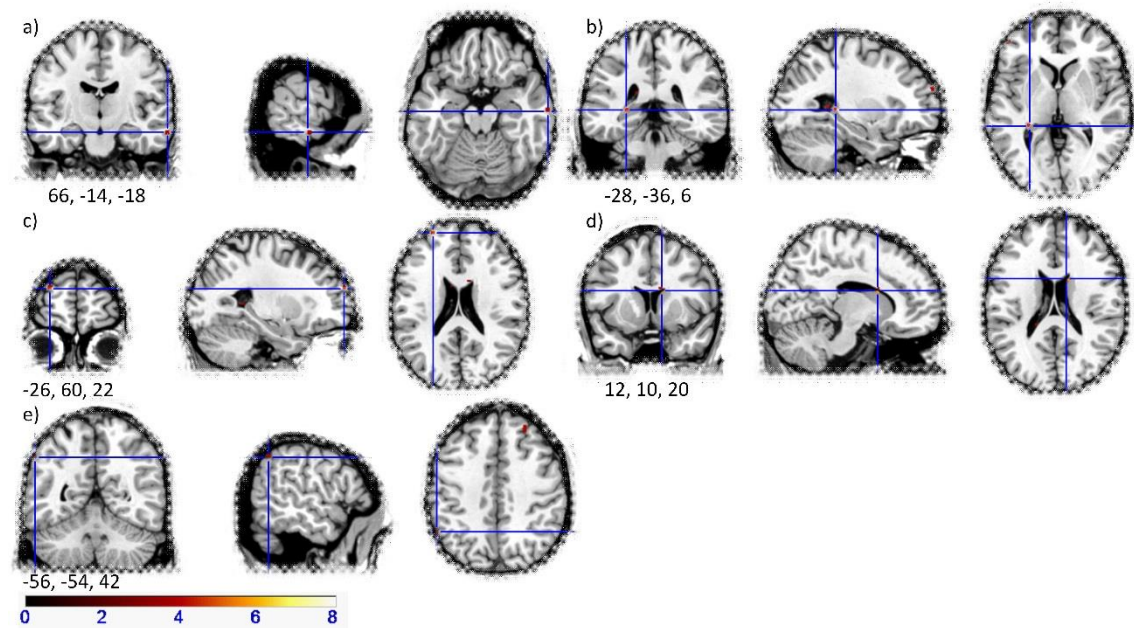 a)
66, -14, -18
b)
-28, -36, 6
c)
-26, 60, 22
d)
12, 10, 20
e)
-56, -54, 42
0 2 4 6 8